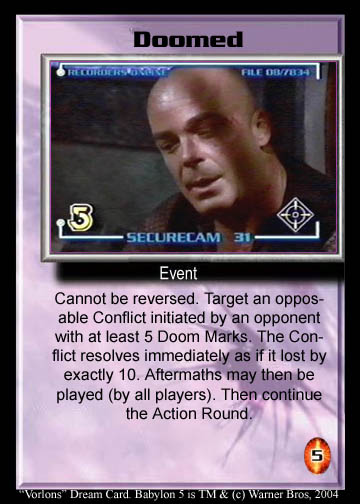 Doomed
RECORDERS ONLINE
FILE 08/7834
5
SECURECAM 31
Event
Cannot be reversed. Target an oppos-
able Conflict initiated by an opponent
with at least 5 Doom Marks. The Con-
flict resolves immediately as if it lost by
exactly 10. Aftermaths may then be
played (by all players). Then continue
the Action Round.
5
"Vorlons" Dream Card. Babylon 5 is TM & (c) Warner Bros, 2004